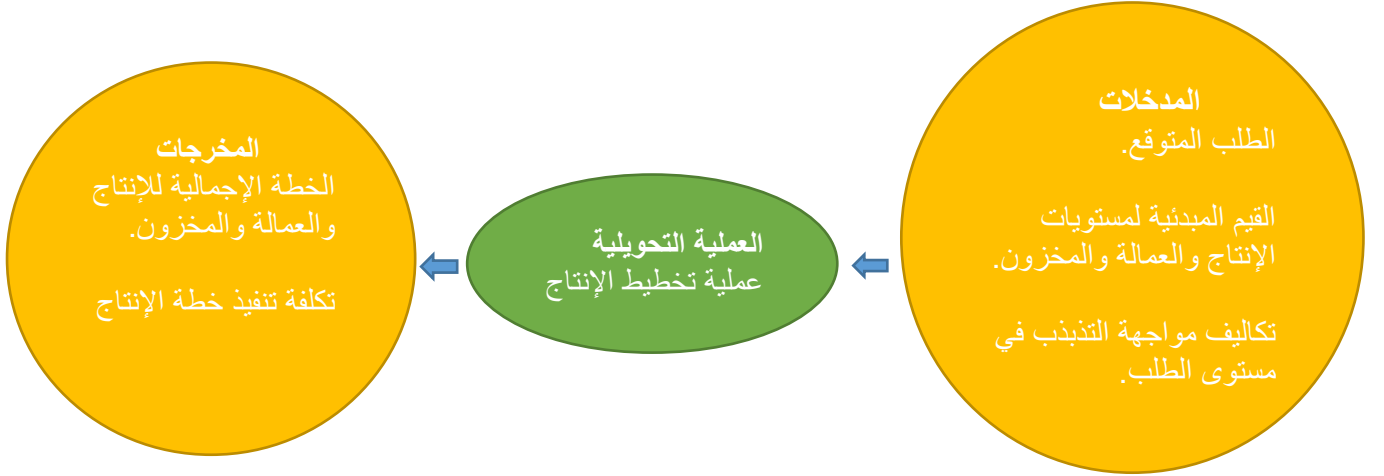 المدخلات
الطلب المتوقع.
القيم المبدئية لمستويات
الإنتاج والعمالة والمخزون.
تكاليف مواجهة التذبذب في
مستوى الطلب.
العملية التحويلية
عملية تخطيط الإنتاج
المخرجات
الخطة الإجمالية للإنتاج
والعمالة والمخزون.
تكلفة تنفيذ خطة الإنتاج